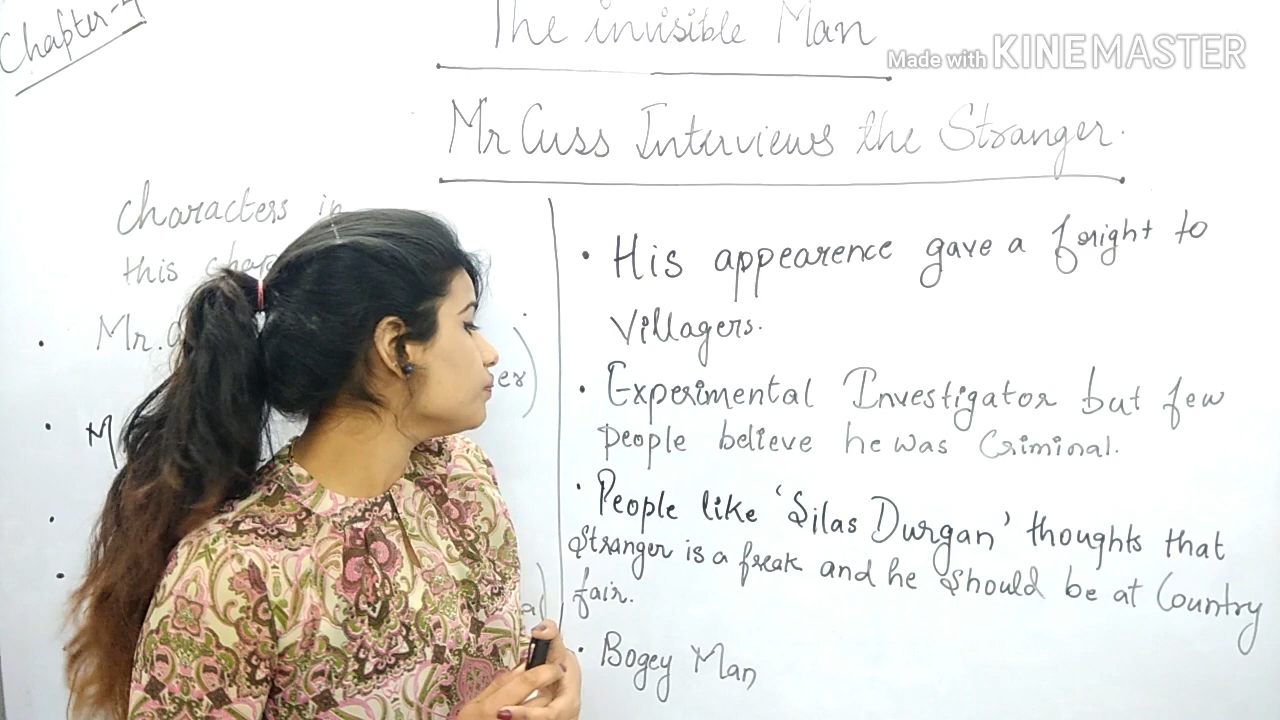 Chapter-4
The invisible Man
Made with KINEMASTER
Mr Cuss Interviews the Stranger.
characters in
this
Mr.
• His appearence gave a fright to
villagers.
• Experimental Investigator but few
people believe he was Criminal.
• People like 'Silas Durgan' thoughts that
Stranger is a freak and he should be at Country
fair.
• Bogey Man